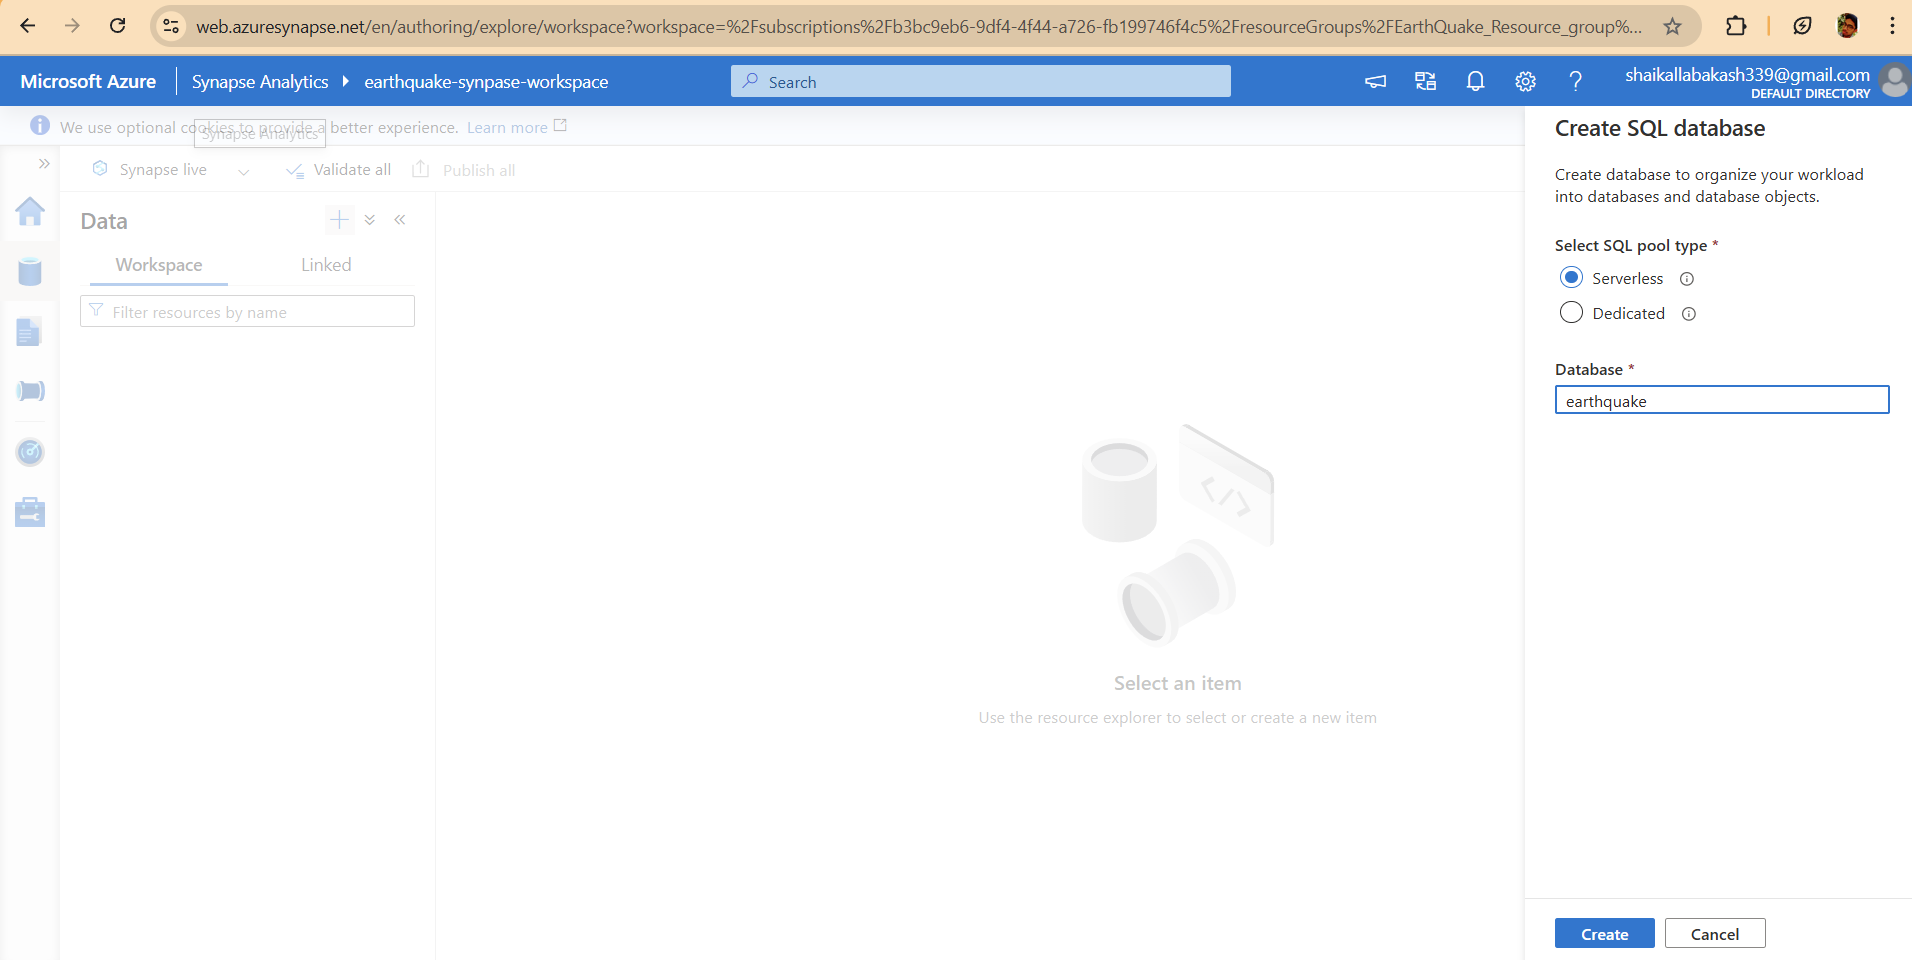 web.azuresynapse.net/en/authoring/explore/workspace?workspace=%2Fsubscriptions%2Fb3bc9eb6-9df4-4f44-a726-fb199746f4c5%2FresourceGroups%2FEarthQuake_Resource_group%...
Microsoft Azure
Synapse Analytics
earthquake-synpase-workspace
Search
shaikallabakash339@gmail.com
DEFAULT DIRECTORY
We use optional cookies to provide a better experience. Learn more
Synapse Analytics
Synapse live
Validate all
Publish all
Data
Workspace
Linked
Filter resources by name
</>
Select an item
Use the resource explorer to select or create a new item
Create SQL database
Create database to organize your workload
into databases and database objects.
Select SQL pool type *
Serverless
Dedicated
Database *
earthquake
Create
Cancel